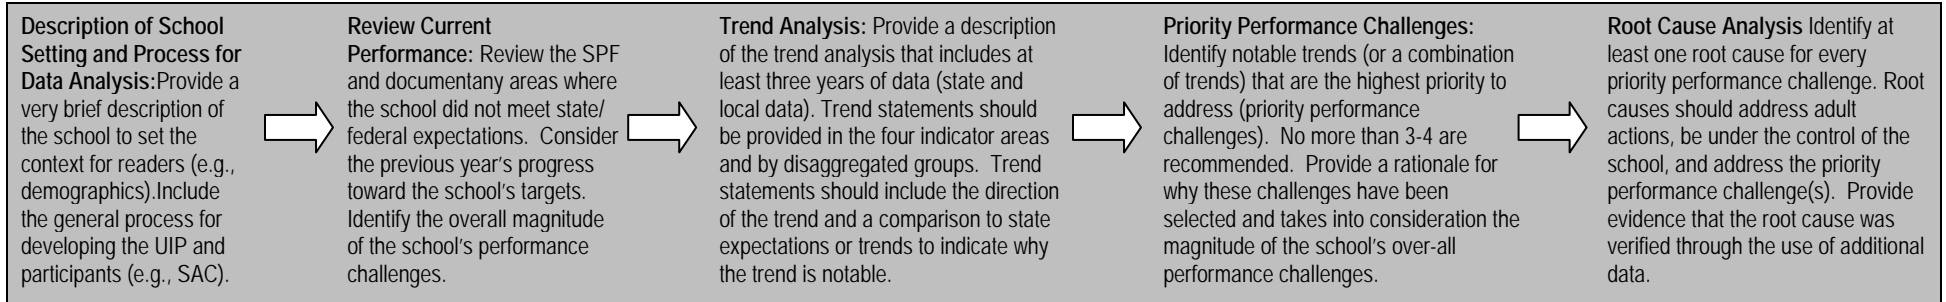 Description of School
Setting and Process for
Data Analysis:Provide a
very brief description of
the school to set the
context for readers (e.g.,
demographics).Include
the general process for
developing the UIP and
participants (e.g., SAC).
Review Current
Performance: Review the SPF
and documentany areas where
the school did not meet state/
federal expectations. Consider
the previous year's progress
toward the school's targets.
Identify the overall magnitude
of the school's performance
challenges.
Trend Analysis: Provide a description
of the trend analysis that includes at
least three years of data (state and
local data). Trend statements should
be provided in the four indicator areas
and by disaggregated groups. Trend
statements should include the direction
of the trend and a comparison to state
expectations or trends to indicate why
the trend is notable.
Priority Performance Challenges:
Identify notable trends (or a combination
of trends) that are the highest priority to
address (priority performance
challenges). No more than 3-4 are
recommended. Provide a rationale for
why these challenges have been
selected and takes into consideration the
magnitude of the school's over-all
performance challenges.
Root Cause Analysis Identify at
least one root cause for every
priority performance challenge. Root
causes should address adult
actions, be under the control of the
school, and address the priority
performance challenge(s). Provide
evidence that the root cause was
verified through the use of additional
data.